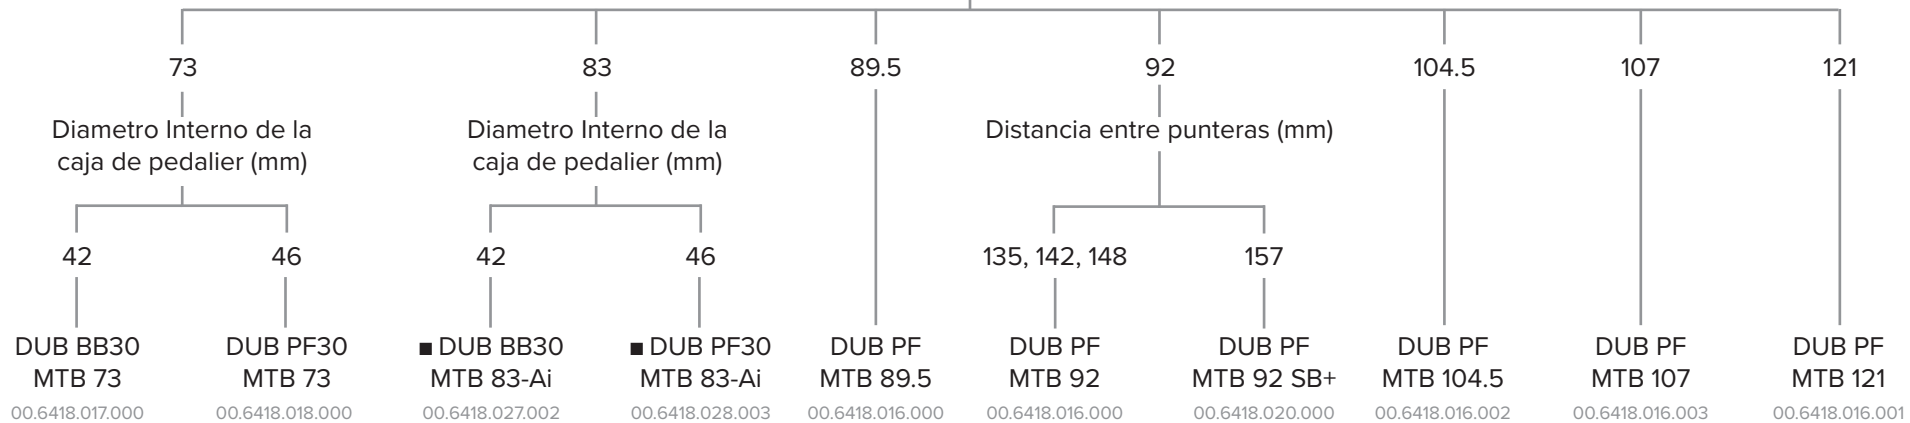 73
83
89.5
92
104.5
107
121
Diametro Interno de la
caja de pedalier (mm)
Diametro Interno de la
caja de pedalier (mm)
Distancia entre punteras (mm)
42
46
42
46
135, 142, 148
157
DUB BB30
MTB 73
00.6418.017.000
DUB PF30
MTB 73
00.6418.018.000
■ DUB BB30
MTB 83-Ai
00.6418.027.002
■ DUB PF30
MTB 83-Ai
00.6418.028.003
DUB PF
MTB 89.5
00.6418.016.000
DUB PF
MTB 92
00.6418.016.000
DUB PF
MTB 92 SB+
00.6418.020.000
DUB PF
MTB 104.5
00.6418.016.002
DUB PF
MTB 107
00.6418.016.003
DUB PF
MTB 121
00.6418.016.001